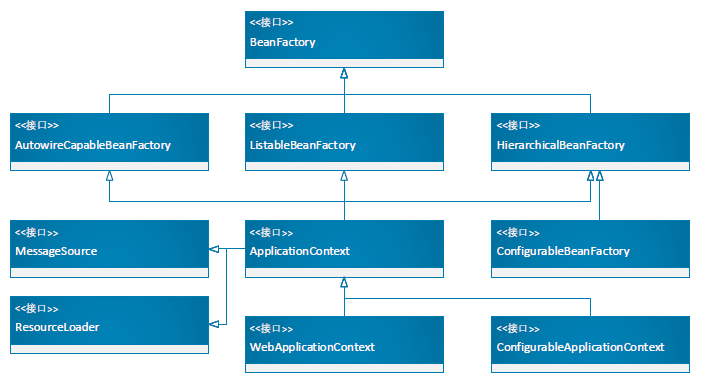 <<接口>>
BeanFactory
<<接口>>
AutowireCapableBeanFactory
<<接口>>
ListableBeanFactory
<<接口>>
HierarchicalBeanFactory
<<接口>>
MessageSource
<<接口>>
ApplicationContext
<<接口>>
ConfigurableBeanFactory
<<接口>>
ResourceLoader
<<接口>>
WebApplicationContext
<<接口>>
ConfigurableApplicationContext